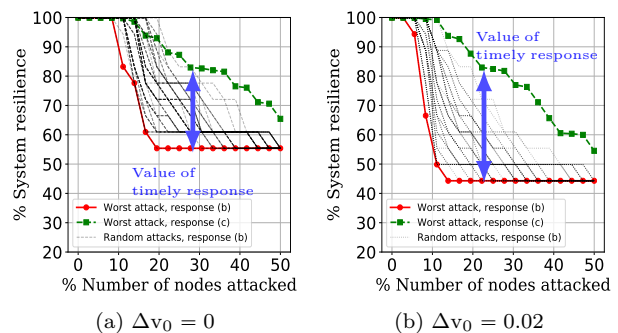 % System resilience
100
90
80
70
60
50
40
30
20
Value of
timely response
Worst attack, response (b)
Worst attack, response (c)
Random attacks, response (b)
0 10 20 30 40 50
% Number of nodes attacked
(a) Δv₀ = 0
% System resilience
100
90
80
70
60
50
40
30
20
Value of
timely response
Worst attack, response (b)
Worst attack, response (c)
Random attacks, response (b)
0 10 20 30 40 50
% Number of nodes attacked
(b) Δv₀ = 0.02